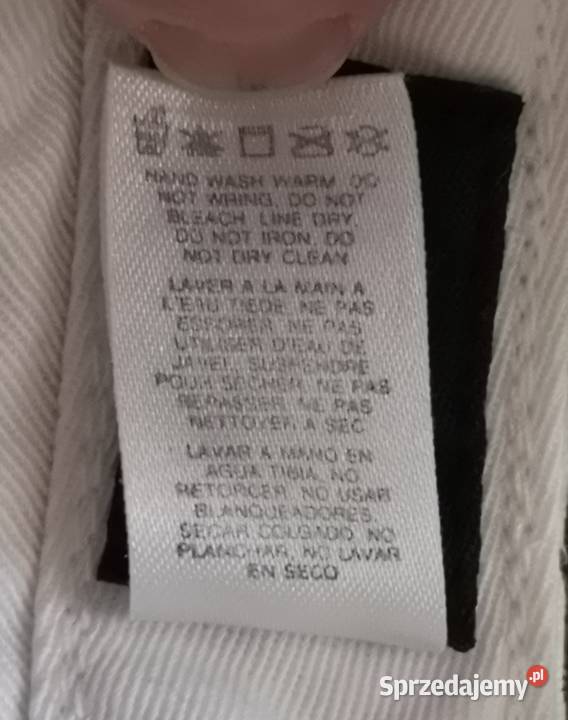 HAND WASH WARM. DO
NOT WRING. DO NOT
BLEACH. LINE DRY.
DO NOT IRON. DO
NOT DRY CLEAN
LAVER A LA MAIN A
L'EAU TIEDE. NE PAS
ESSORER. NE PAS
UTILISER D'EAU DE
JAVEL. SUSPENDRE
POUR SECHER. NE PAS
REPASSER. NE PAS
NETTOYER A SEC
LAVAR A MANO EN
AGUA TIBIA. NO
RETORCER. NO USAR
BLANQUEADORES.
SECAR COLGADO. NO
PLANCHAR. NO LAVAR
EN SECO
Sprzedajemy.pl